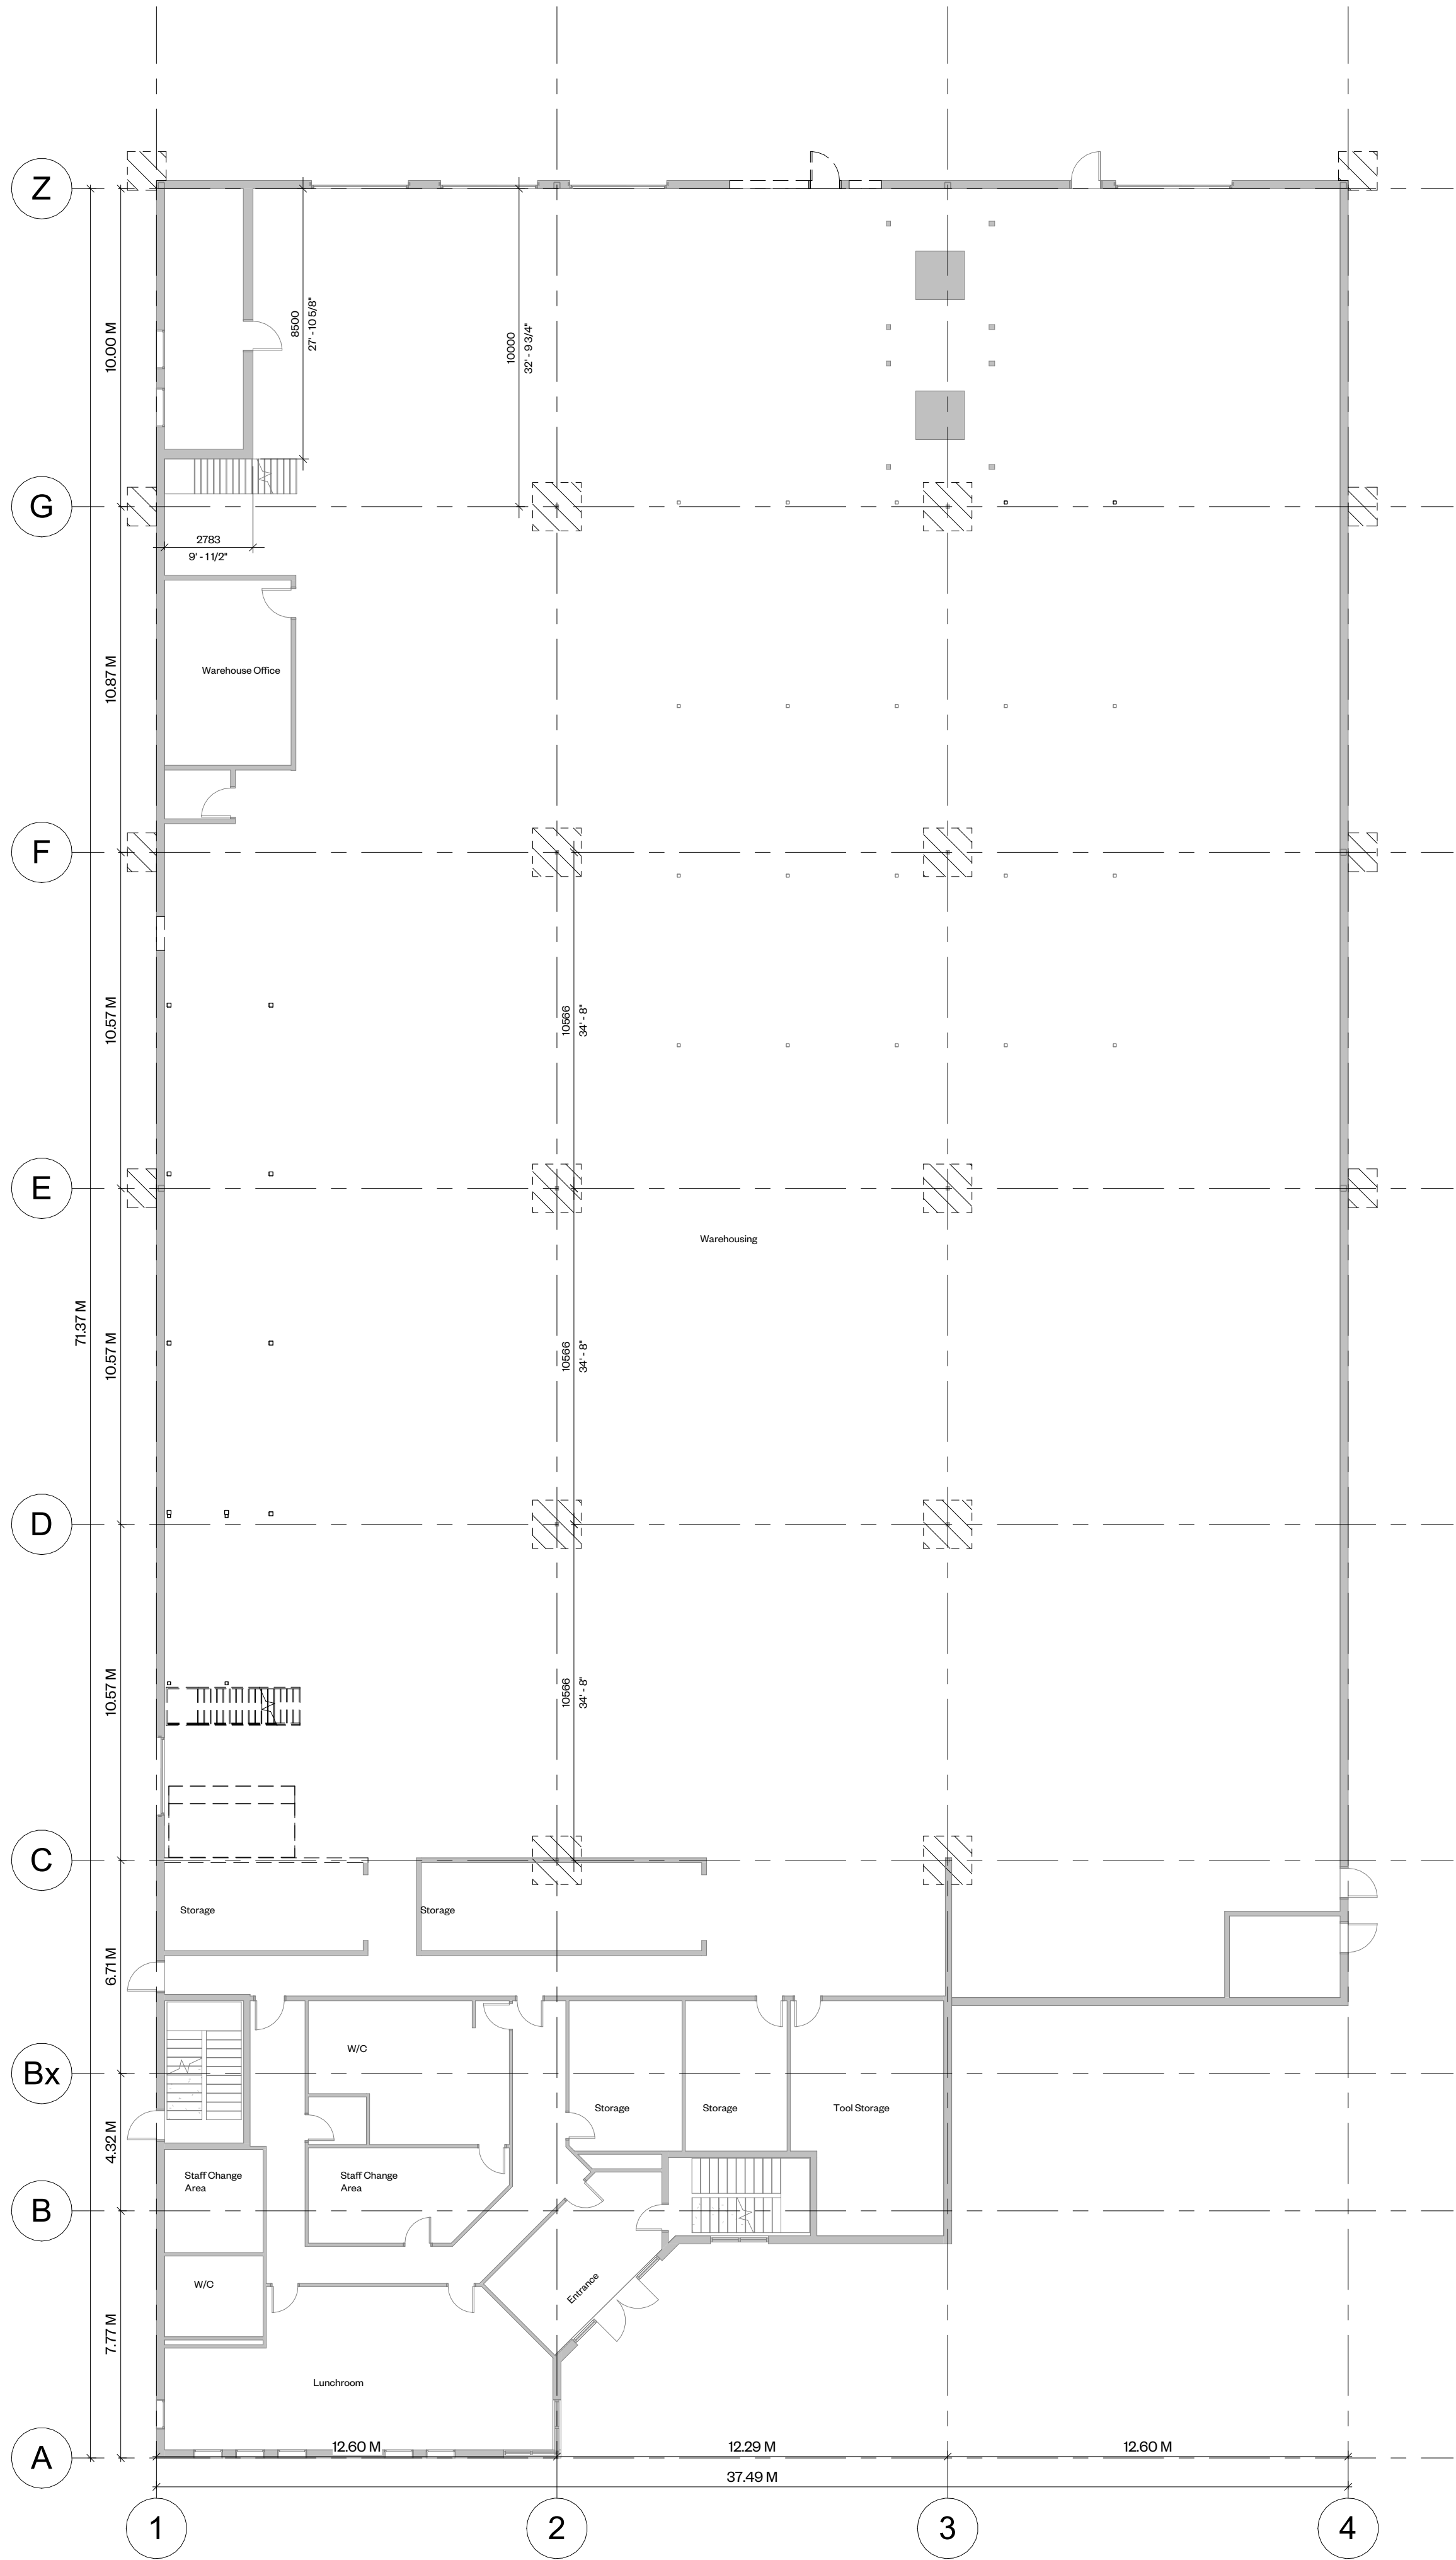 Z
10.00 M
8500
27' - 10 5/8"
10000
32' - 9 3/4"
G
2783
9' - 1 1/2"
10.87 M
Warehouse Office
F
10.57 M
10566
34' - 8"
E
Warehousing
71.37 M
10.57 M
10566
34' - 8"
D
10.57 M
10566
34' - 8"
C
Storage
Storage
6.71 M
W/C
Bx
Storage
Storage
Tool Storage
4.32 M
Staff Change
Area
Staff Change
Area
B
W/C
Entrance
7.77 M
Lunchroom
A
12.60 M
12.29 M
12.60 M
37.49 M
1
2
3
4